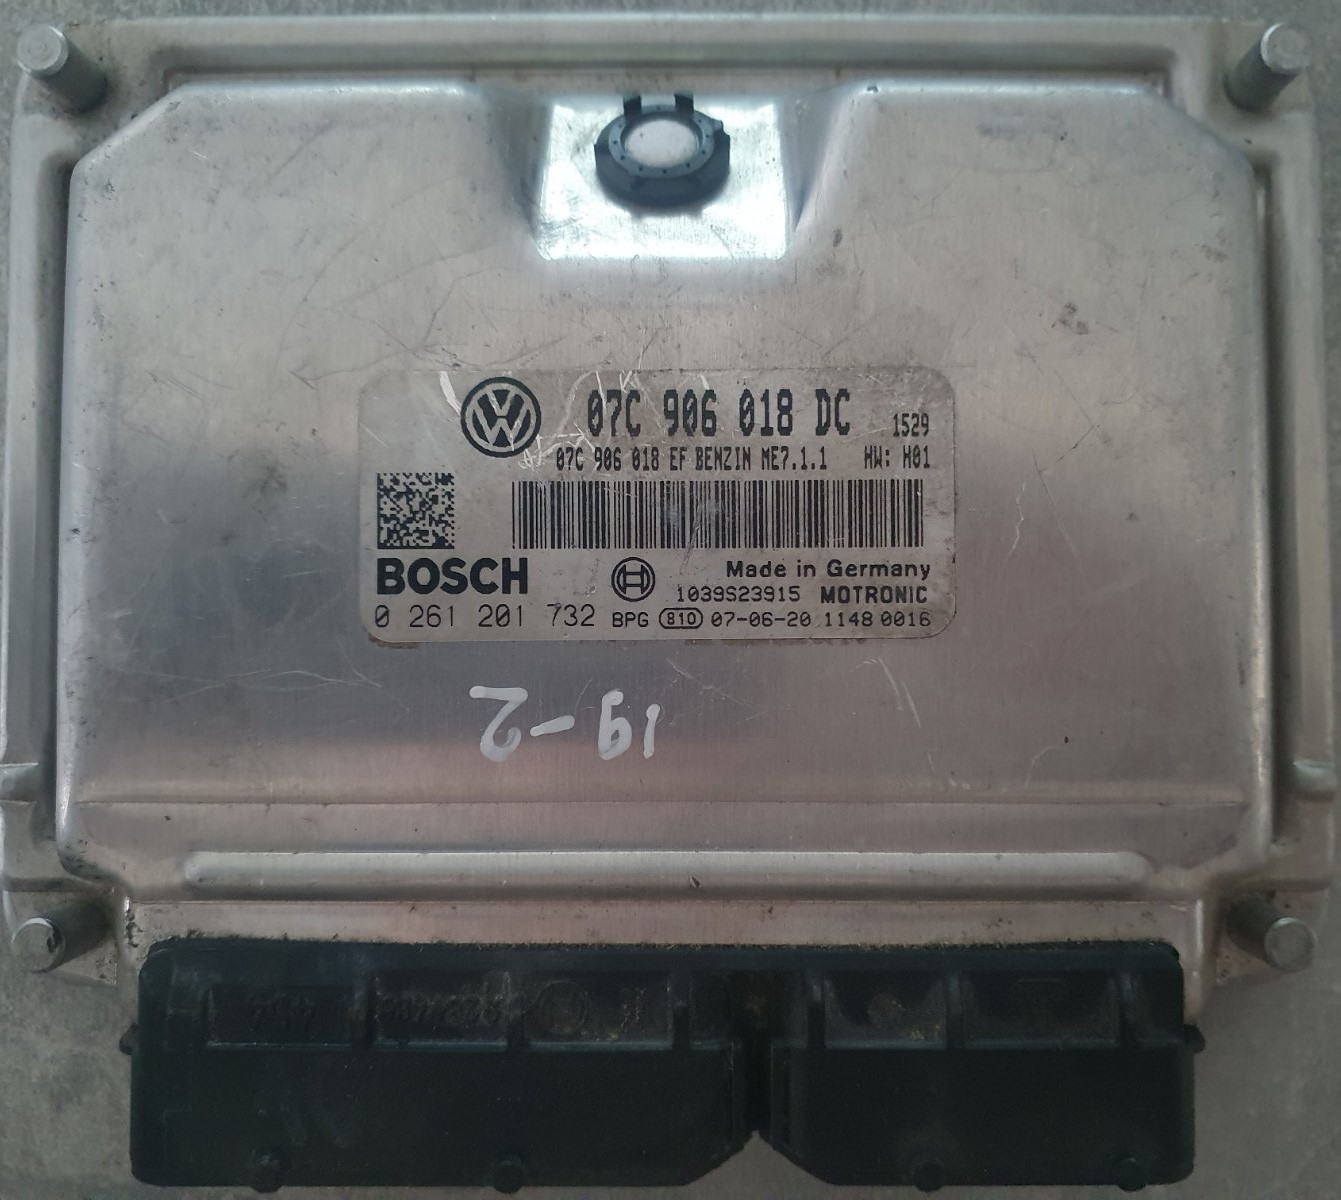 07C 906 018 DC 1529
07C 906 018 EF BENZIN ME7.1.1 HW: H01
BOSCH Made in Germany
1039S23915 MOTRONIC
0 261 201 732 BPG 810 07-06-20 1148 0016
19-2